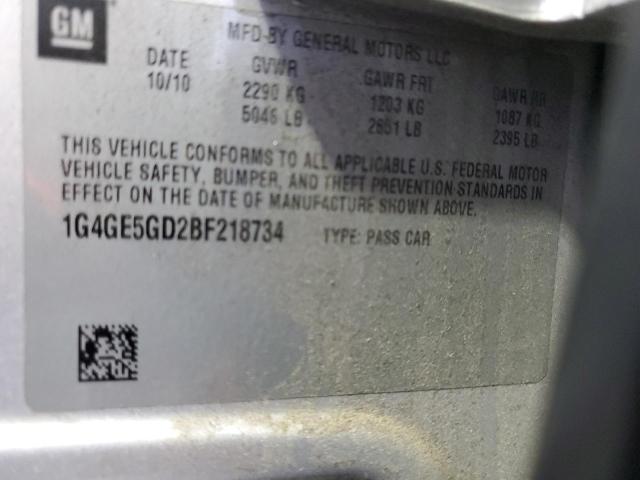 GM
MFD-BY GENERAL MOTORS LLC
DATE GVWR GAWR FRT GAWR RR
10/10 2290 KG 1203 KG 1087 KG
5046 LB 2651 LB 2395 LB
THIS VEHICLE CONFORMS TO ALL APPLICABLE U.S. FEDERAL MOTOR
VEHICLE SAFETY, BUMPER, AND THEFT PREVENTION STANDARDS IN
EFFECT ON THE DATE OF MANUFACTURE SHOWN ABOVE.
1G4GE5GD2BF218734 TYPE: PASS CAR